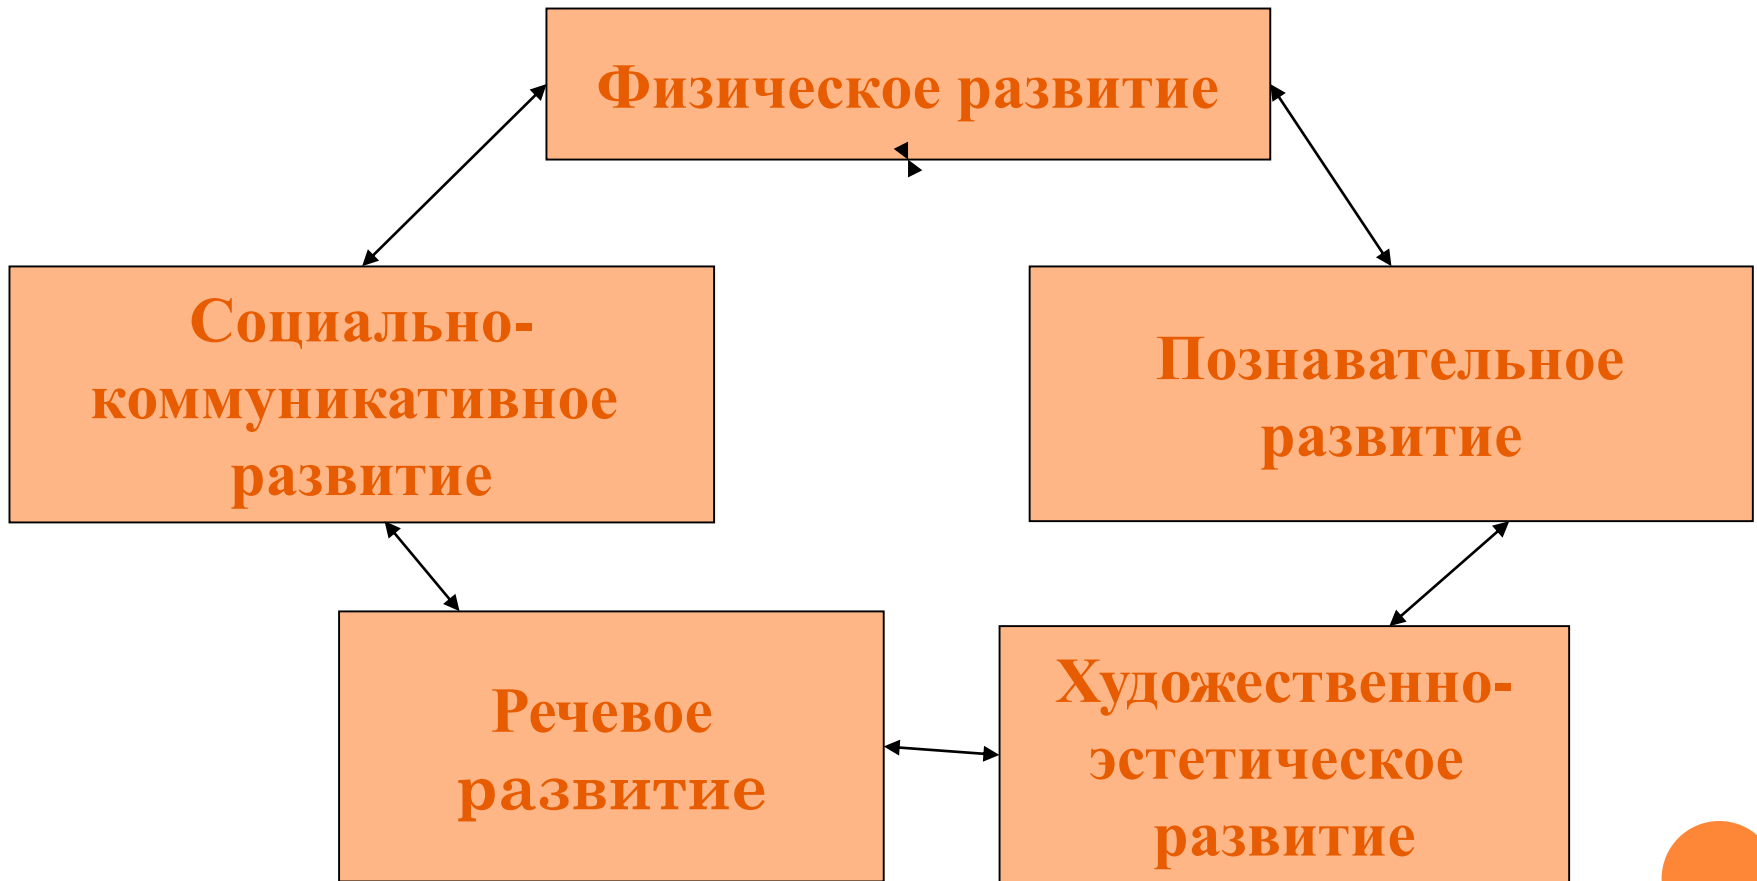 Физическое развитие
Социально-
коммуникативное
развитие
Познавательное
развитие
Речевое
развитие
Художественно-
эстетическое
развитие